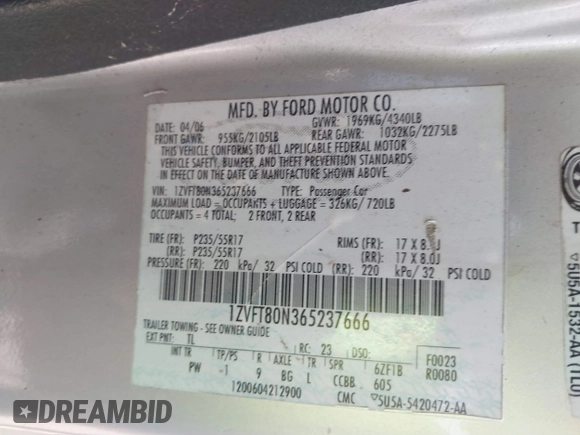 MFD. BY FORD MOTOR CO.
DATE: 04/06 GVWR: 1969KG/4340LB
FRONT GAWR: 955KG/2105LB REAR GAWR: 1032KG/2275LB
THIS VEHICLE CONFORMS TO ALL APPLICABLE FEDERAL MOTOR
VEHICLE SAFETY, BUMPER, AND THEFT PREVENTION STANDARDS
IN EFFECT ON THE DATE OF MANUFACTURE SHOWN ABOVE.
VIN: 1ZVFT80N365237666 TYPE: Passenger Car
MAXIMUM LOAD = OCCUPANTS + LUGGAGE = 326KG/720LB
OCCUPANTS = 4 TOTAL; 2 FRONT, 2 REAR
TIRE (FR): P235/55R17 RIMS (FR): 17 X 8.0J
(RR): P235/55R17 (RR): 17 X 8.0J
PRESSURE (FR): 220 kPa/ 32 PSI COLD (RR): 220 kPa/ 32 PSI COLD
1ZVFT80N365237666
TRAILER TOWING - SEE OWNER GUIDE
EXT PNT: TL RC: 23 DSO: F0023
INT TR TP/PS R AXLE TR SPR 6ZF1B R0080
PW -1 9 BG L CCBB 605
1200604212900 CMC ▽5U5A-5420472-AA
T
▽5U5A-1532-AA (TLO)
DREAMBID
DREAMBID